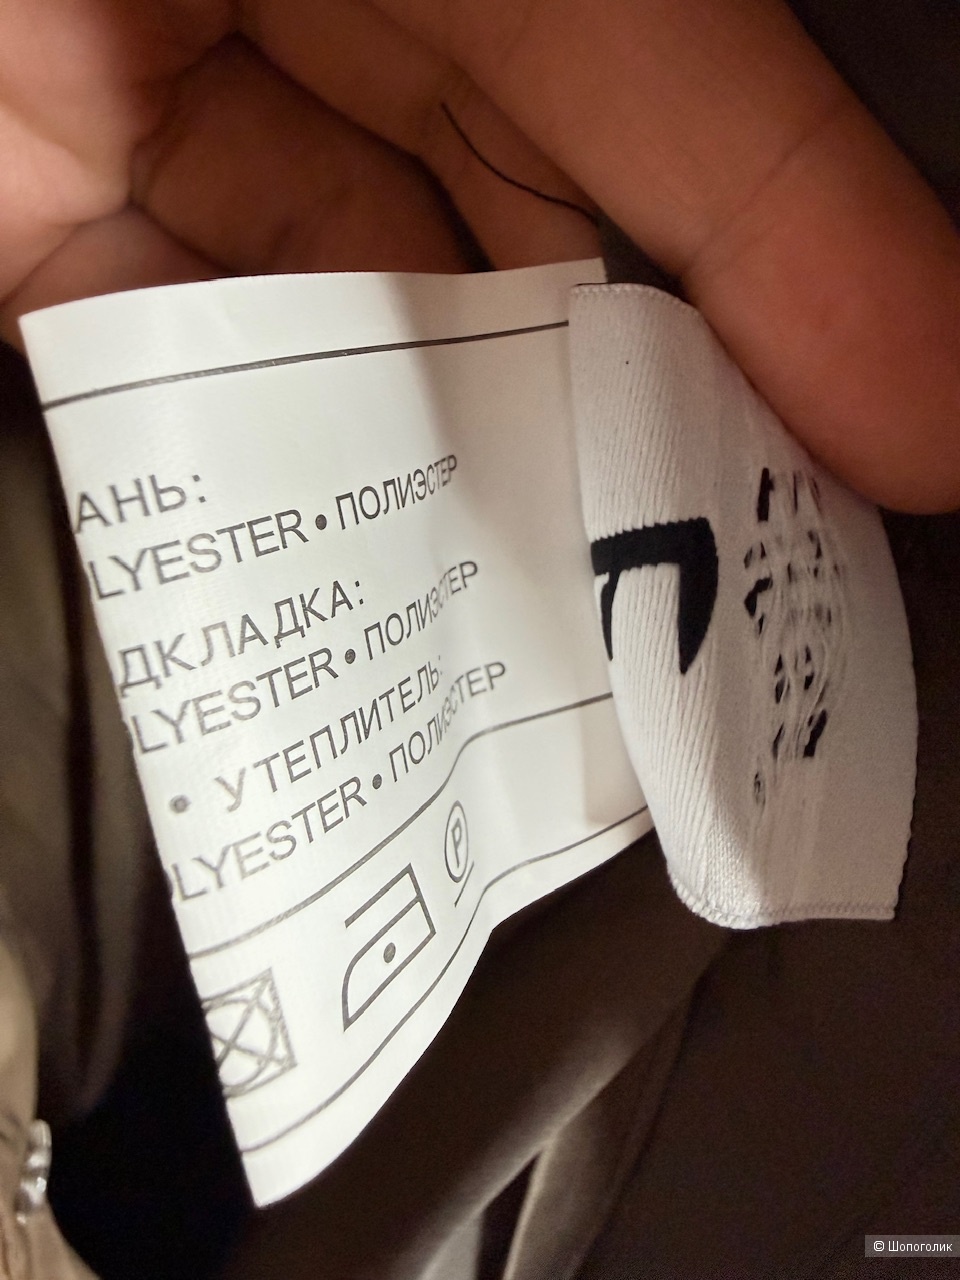 АНЬ:
LYESTER • ПОЛИЭСТЕР
ДКЛАДКА:
LYESTER • ПОЛИЭСТЕР
• УТЕПЛИТЕЛЬ:
LYESTER • ПОЛИЭСТЕР
P
© Шопоголик